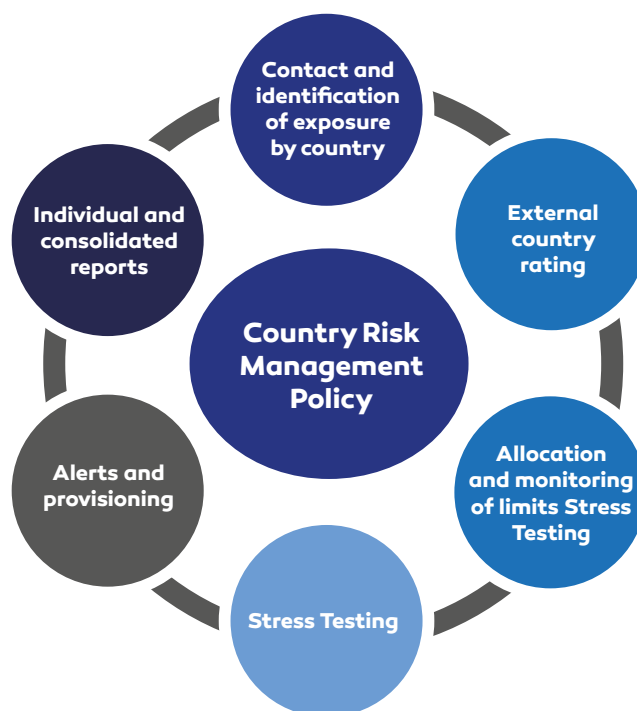 Contact and
identification
of exposure
by country
External
country
rating
Allocation
and monitoring
of limits Stress
Testing
Stress Testing
Alerts and
provisioning
Individual and
consolidated
reports
Country Risk
Management
Policy